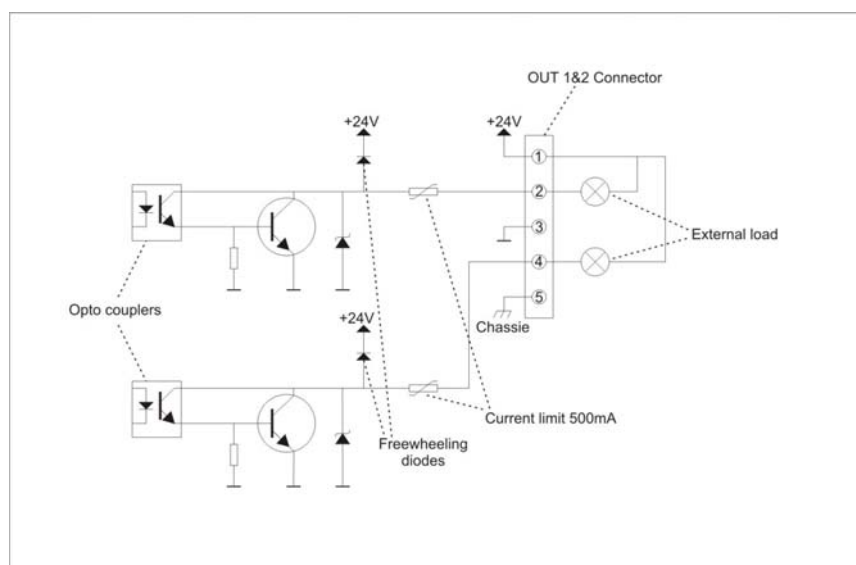 OUT 1&2 Connector
+24V
+24V
1
2
3
External load
4
Opto couplers
5
+24V
Chassie
Current limit 500mA
Freewheeling
diodes